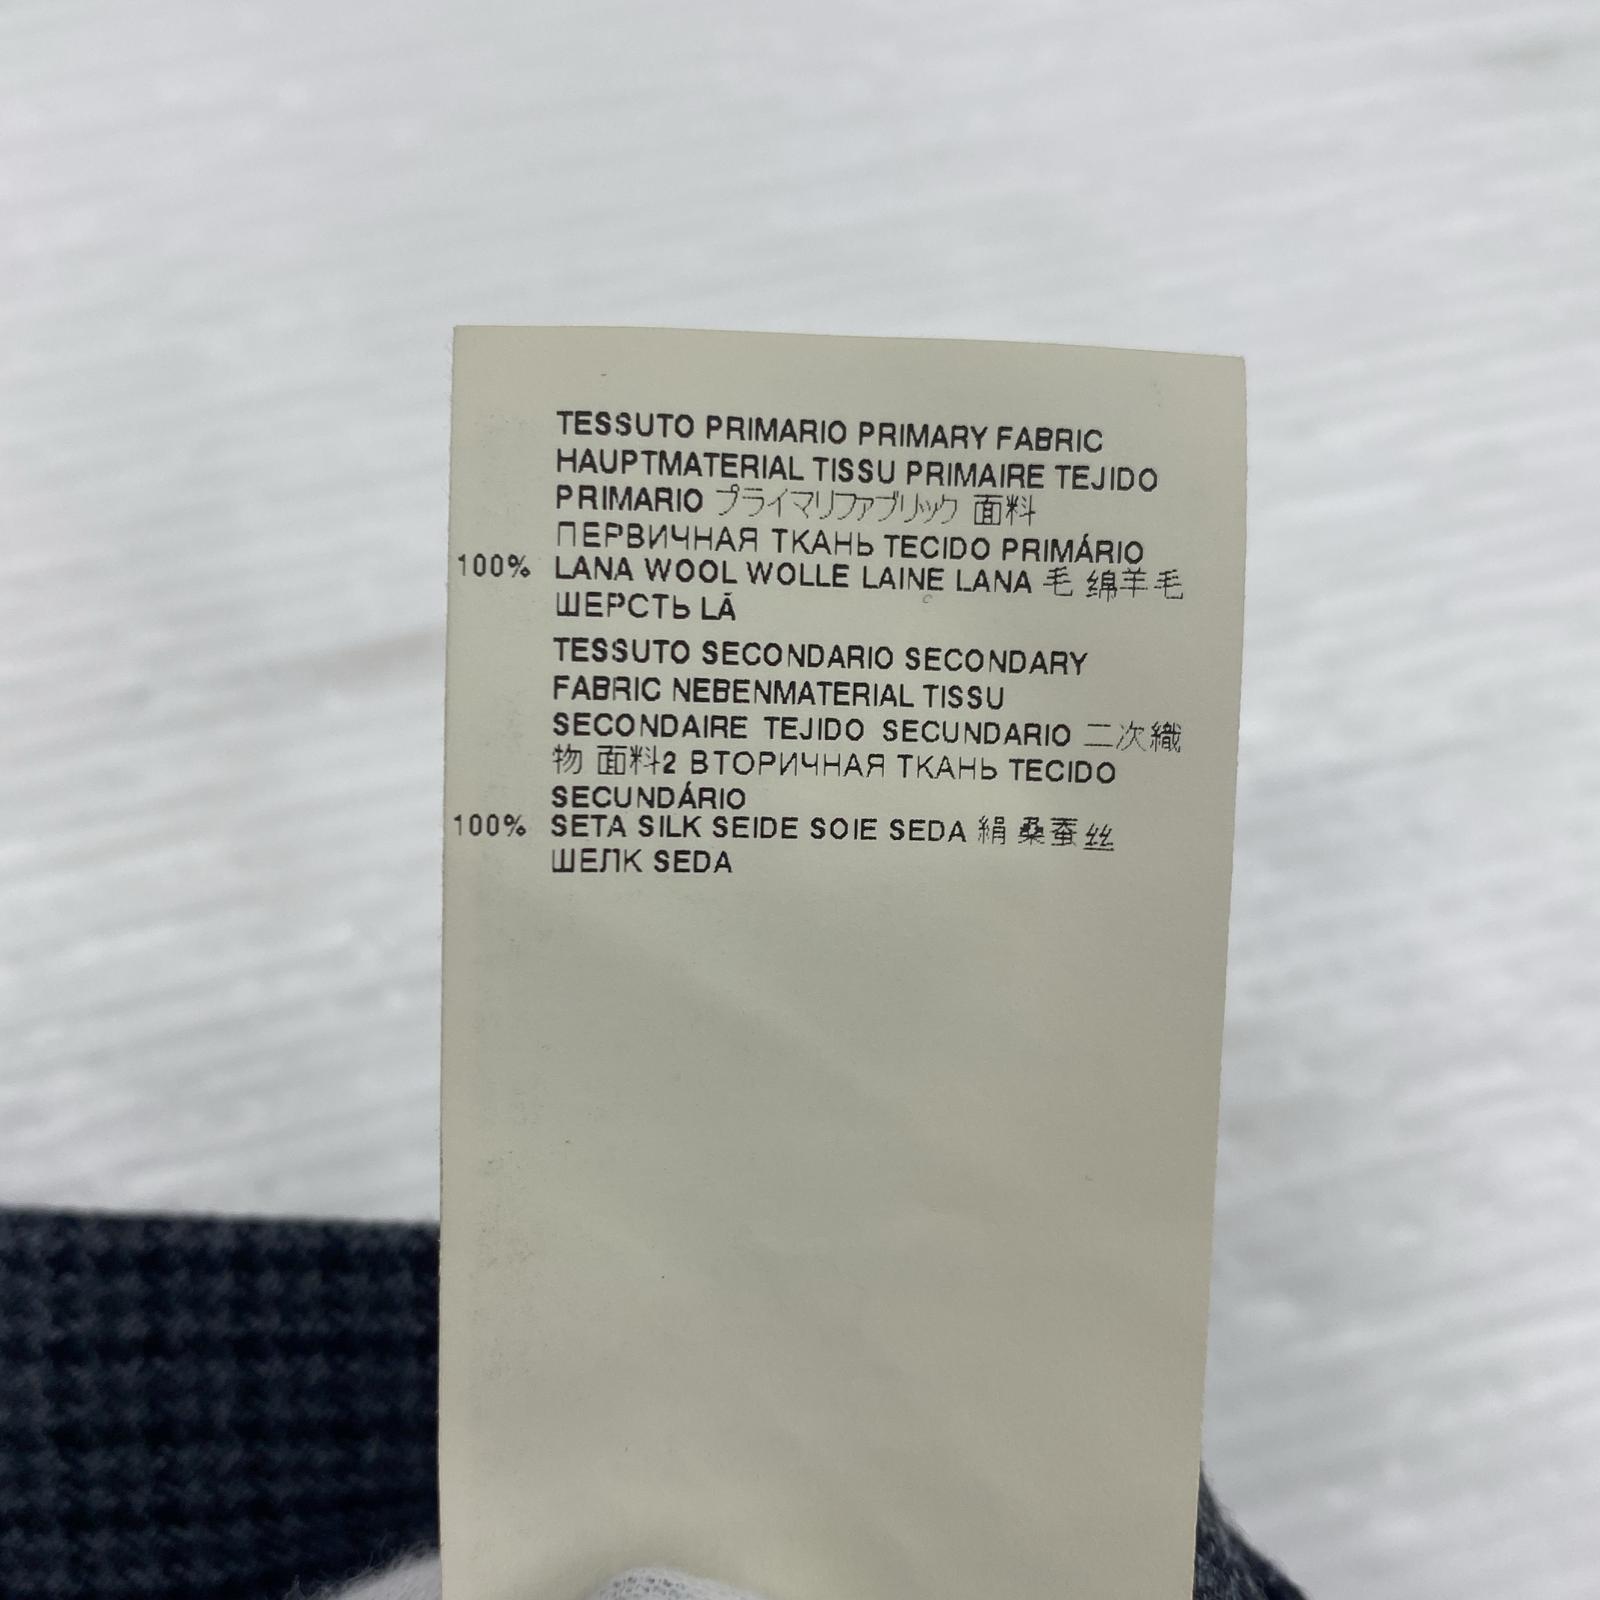 TESSUTO PRIMARIO PRIMARY FABRIC
HAUPTMATERIAL TISSU PRIMAIRE TEJIDO
PRIMARIO プライマリファブリック 面料
ПЕРВИЧНАЯ ТКАНЬ TECIDO PRIMÁRIO
100% LANA WOOL WOLLE LAINE LANA 毛 绵羊毛
ШЕРСТЬ LÃ
TESSUTO SECONDARIO SECONDARY
FABRIC NEBENMATERIAL TISSU
SECONDAIRE TEJIDO SECUNDARIO 二次織
物 面料2 ВТОРИЧНАЯ ТКАНЬ TECIDO
SECUNDÁRIO
100% SETA SILK SEIDE SOIE SEDA 絹 桑蚕丝
ШЕЛК SEDA